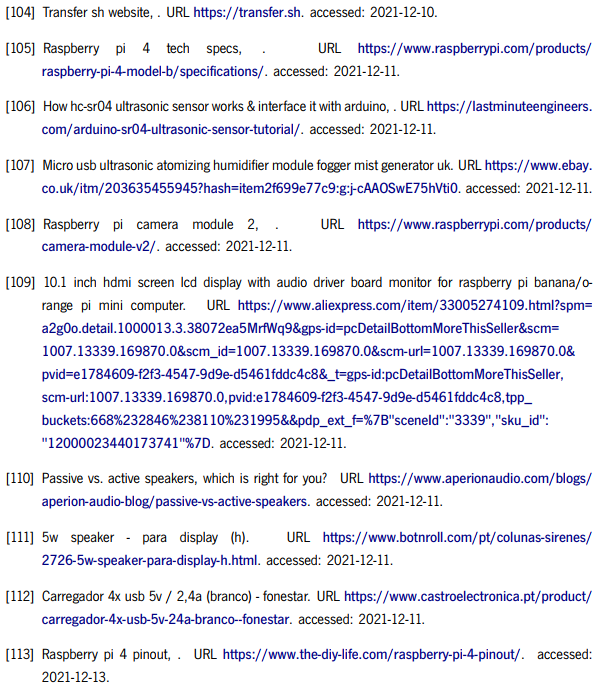 [104] Transfer sh website, . URL https://transfer.sh. accessed: 2021-12-10.
[105] Raspberry pi 4 tech specs, . URL https://www.raspberrypi.com/products/
raspberry-pi-4-model-b/specifications/. accessed: 2021-12-11.
[106] How hc-sr04 ultrasonic sensor works & interface it with arduino, . URL https://lastminuteengineers.
com/arduino-sr04-ultrasonic-sensor-tutorial/. accessed: 2021-12-11.
[107] Micro usb ultrasonic atomizing humidifier module fogger mist generator uk. URL https://www.ebay.
co.uk/itm/203635455945?hash=item2f699e77c9:g:j-cAAOSwE75hVti0. accessed: 2021-12-11.
[108] Raspberry pi camera module 2, . URL https://www.raspberrypi.com/products/
camera-module-v2/. accessed: 2021-12-11.
[109] 10.1 inch hdmi screen lcd display with audio driver board monitor for raspberry pi banana/o-
range pi mini computer. URL https://www.aliexpress.com/item/33005274109.html?spm=
a2g0o.detail.1000013.3.38072ea5MrfWq9&gps-id=pcDetailBottomMoreThisSeller&scm=
1007.13339.169870.0&scm_id=1007.13339.169870.0&scm-url=1007.13339.169870.0&
pvid=e1784609-f2f3-4547-9d9e-d5461fddc4c8&_t=gps-id:pcDetailBottomMoreThisSeller,
scm-url:1007.13339.169870.0,pvid:e1784609-f2f3-4547-9d9e-d5461fddc4c8,tpp_
buckets:668%232846%238110%231995&&pdp_ext_f=%7B"sceneId":"3339","sku_id":
"12000023440173741"%7D. accessed: 2021-12-11.
[110] Passive vs. active speakers, which is right for you? URL https://www.aperionaudio.com/blogs/
aperion-audio-blog/passive-vs-active-speakers. accessed: 2021-12-11.
[111] 5w speaker - para display (h). URL https://www.botnroll.com/pt/colunas-sirenes/
2726-5w-speaker-para-display-h.html. accessed: 2021-12-11.
[112] Carregador 4x usb 5v / 2,4a (branco) - fonestar. URL https://www.castroelectronica.pt/product/
carregador-4x-usb-5v-24a-branco--fonestar. accessed: 2021-12-11.
[113] Raspberry pi 4 pinout, . URL https://www.the-diy-life.com/raspberry-pi-4-pinout/. accessed:
2021-12-13.